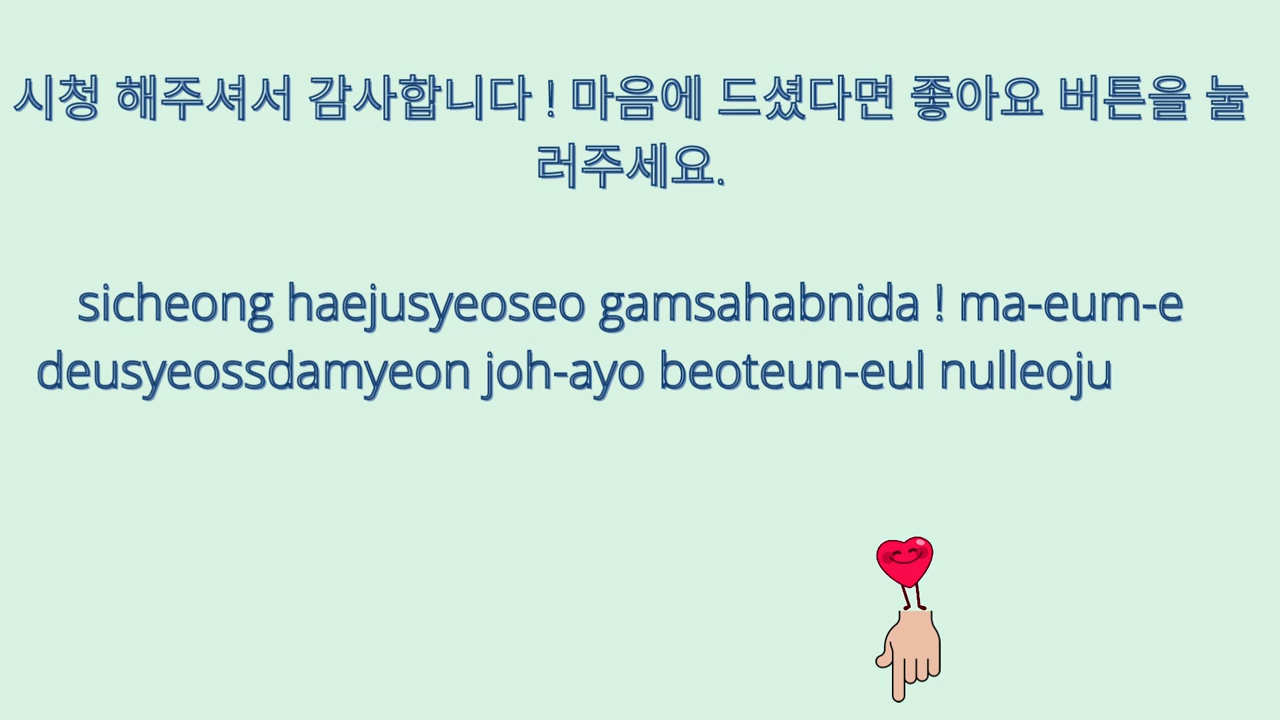 시청 해주셔서 감사합니다 ! 마음에 드셨다면 좋아요 버튼을 눌
러주세요.
sicheong haejusyeoseo gamsahabnida ! ma-eum-e
deusyeossdamyeon joh-ayo beoteun-eul nulleoju